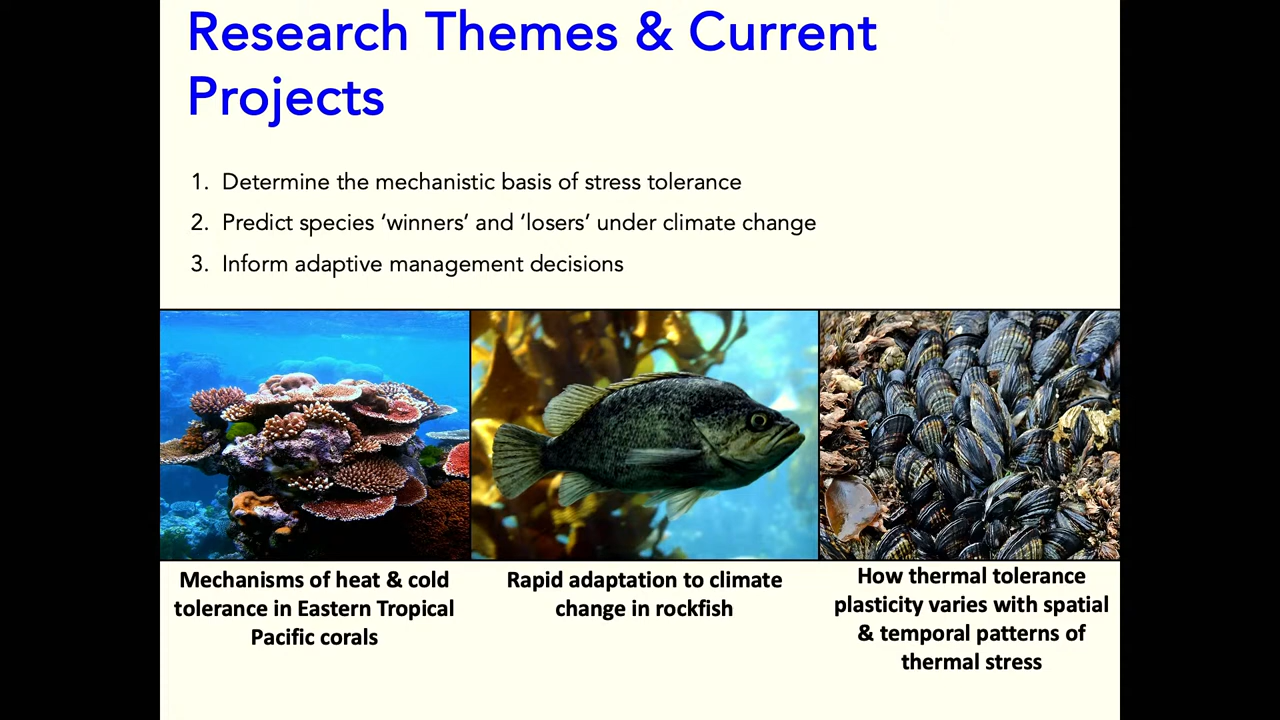 Research Themes & Current
Projects
1. Determine the mechanistic basis of stress tolerance
2. Predict species ‘winners’ and ‘losers’ under climate change
3. Inform adaptive management decisions
Mechanisms of heat & cold
tolerance in Eastern Tropical
Pacific corals
Rapid adaptation to climate
change in rockfish
How thermal tolerance
plasticity varies with spatial
& temporal patterns of
thermal stress